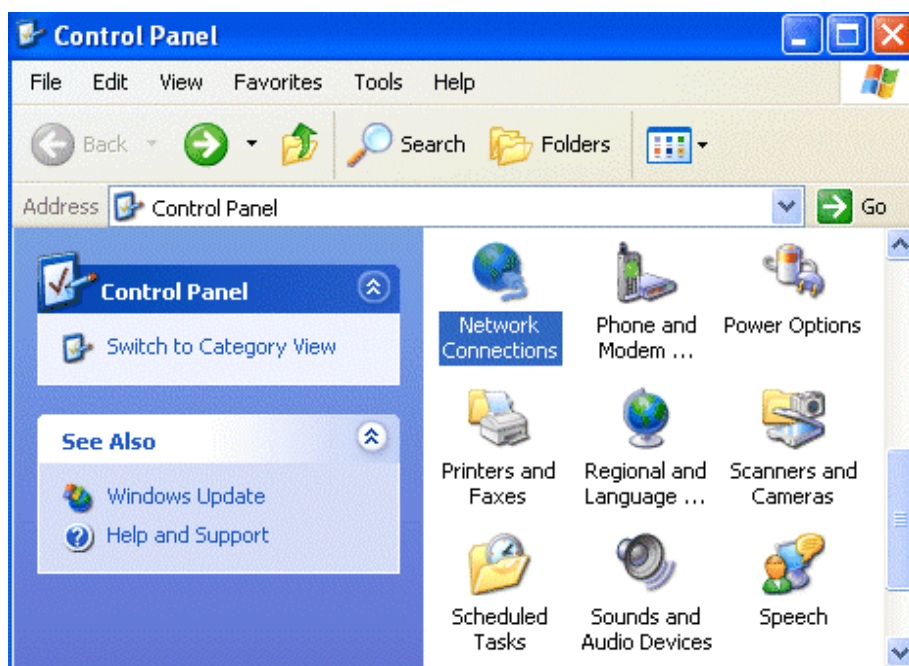 Control Panel
File Edit View Favorites Tools Help
Back Search Folders
Address Control Panel Go
Control Panel
Switch to Category View
See Also
Windows Update
Help and Support
Network
Connections
Phone and
Modem ...
Power Options
Printers and
Faxes
Regional and
Language ...
Scanners and
Cameras
Scheduled
Tasks
Sounds and
Audio Devices
Speech